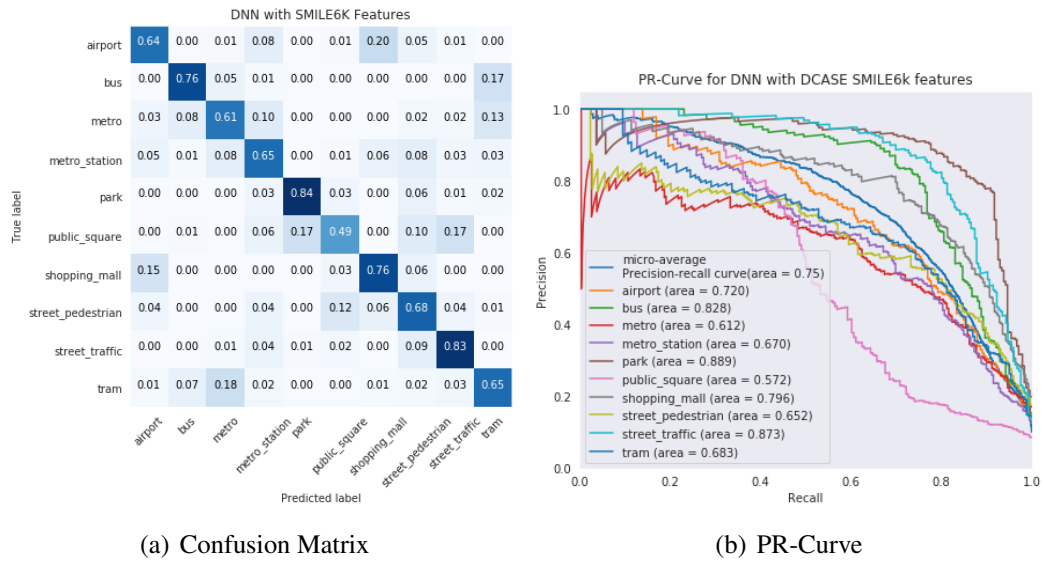 DNN with SMILE6K Features
True label
airport 0.64 0.00 0.01 0.08 0.00 0.01 0.20 0.05 0.01 0.00
bus 0.00 0.76 0.05 0.01 0.00 0.00 0.00 0.00 0.00 0.17
metro 0.03 0.08 0.61 0.10 0.00 0.00 0.00 0.02 0.02 0.13
metro_station 0.05 0.01 0.08 0.65 0.00 0.01 0.06 0.08 0.03 0.03
park 0.00 0.00 0.00 0.03 0.84 0.03 0.00 0.06 0.01 0.02
public_square 0.00 0.01 0.00 0.06 0.17 0.49 0.00 0.10 0.17 0.00
shopping_mall 0.15 0.00 0.00 0.00 0.00 0.03 0.76 0.06 0.00 0.00
street_pedestrian 0.04 0.00 0.00 0.04 0.00 0.12 0.06 0.68 0.04 0.01
street_traffic 0.00 0.00 0.01 0.04 0.01 0.02 0.00 0.09 0.83 0.00
tram 0.01 0.07 0.18 0.02 0.00 0.00 0.01 0.02 0.03 0.65
airport bus metro metro_station park public_square shopping_mall street_pedestrian street_traffic tram
Predicted label
(a) Confusion Matrix
PR-Curve for DNN with DCASE SMILE6k features
Precision
1.0
0.8
0.6
0.4
0.2
0.0
micro-average
Precision-recall curve(area = 0.75)
airport (area = 0.720)
bus (area = 0.828)
metro (area = 0.612)
metro_station (area = 0.670)
park (area = 0.889)
public_square (area = 0.572)
shopping_mall (area = 0.796)
street_pedestrian (area = 0.652)
street_traffic (area = 0.873)
tram (area = 0.683)
0.0 0.2 0.4 0.6 0.8 1.0
Recall
(b) PR-Curve